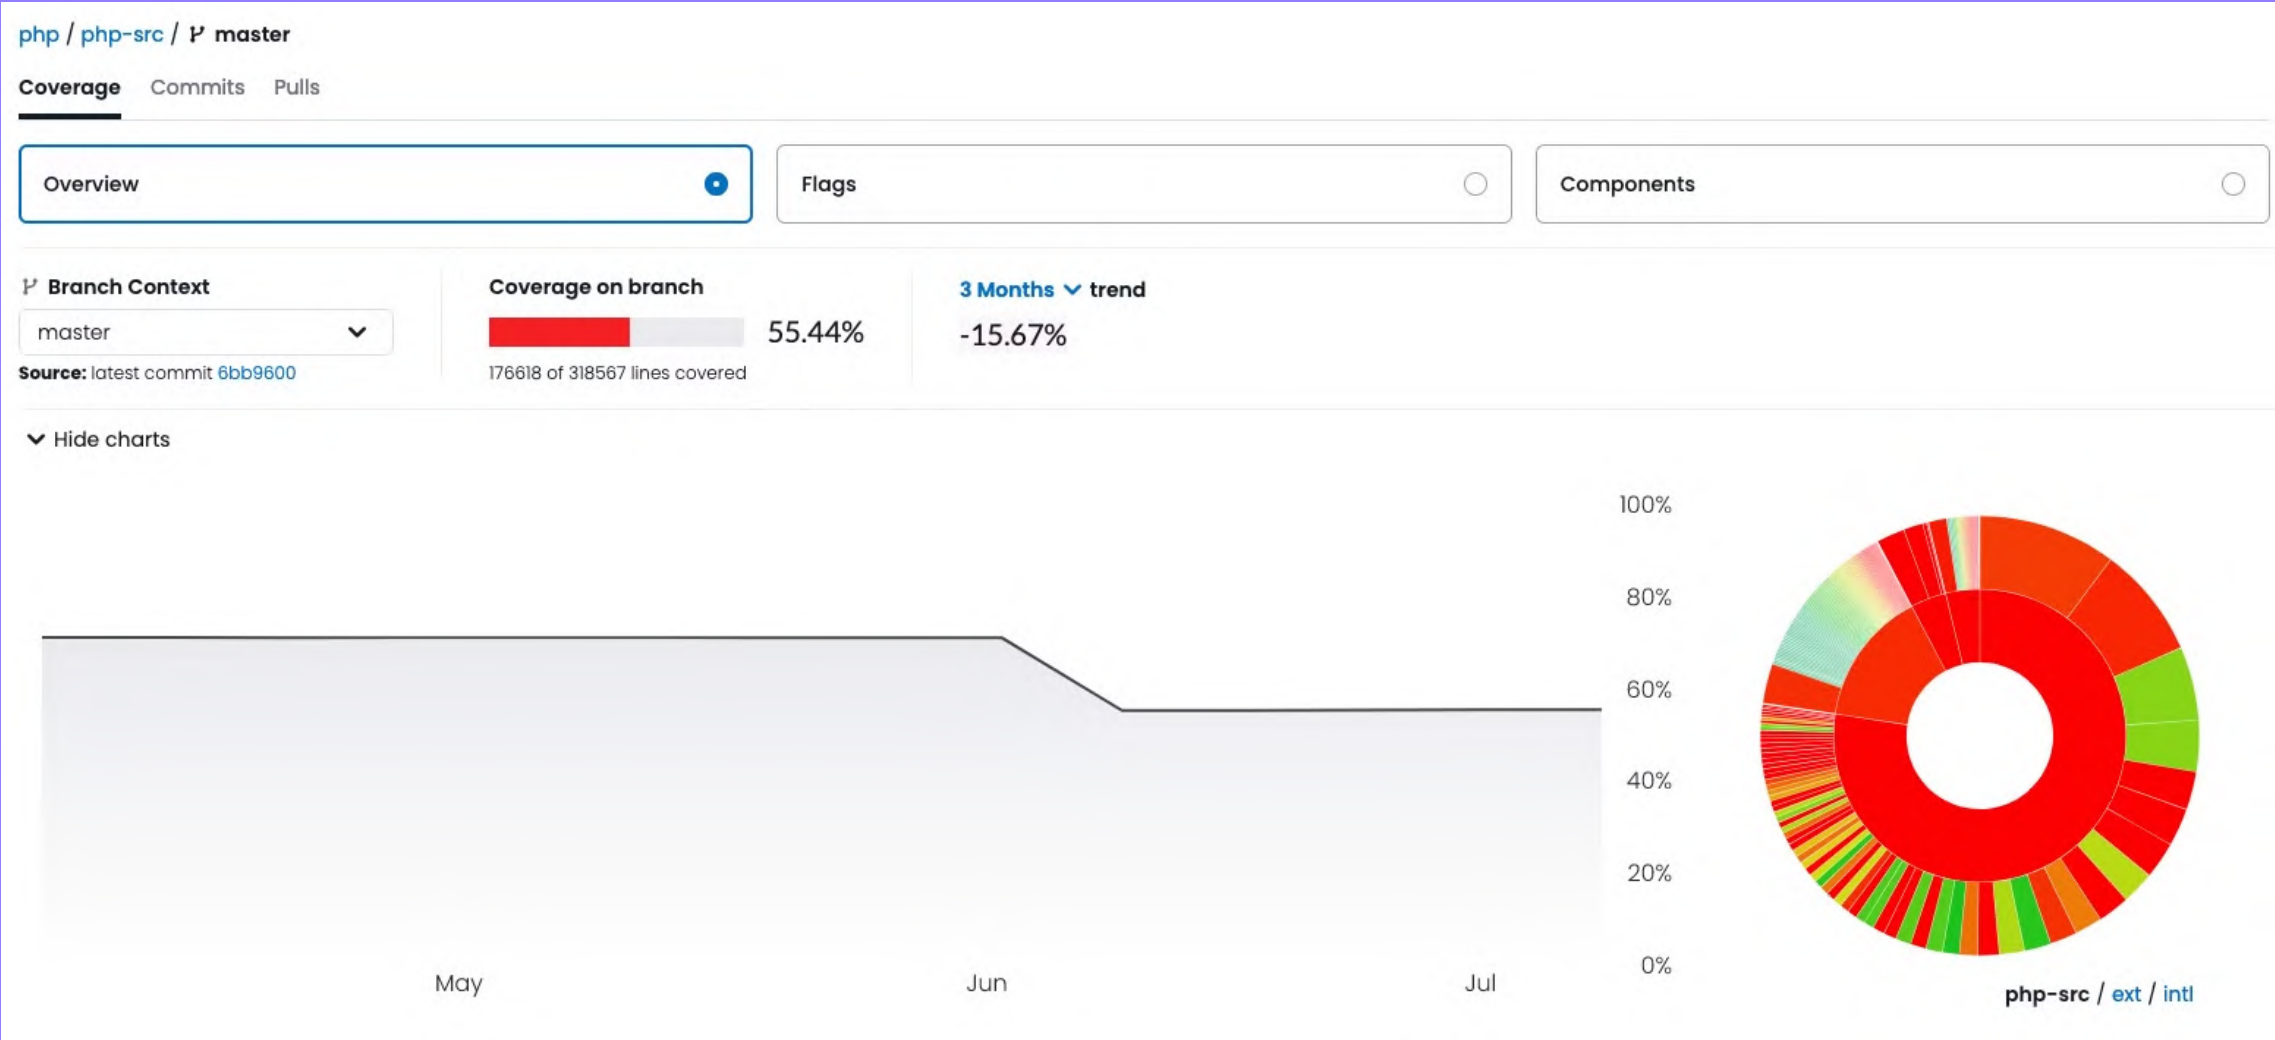 php / php-src / master
Coverage Commits Pulls
Overview Flags Components
Branch Context Coverage on branch 3 Months trend
master 55.44% -15.67%
Source: latest commit 6bb9600 176618 of 318567 lines covered
Hide charts
100%
80%
60%
40%
20%
0%
May Jun Jul
php-src / ext / intl